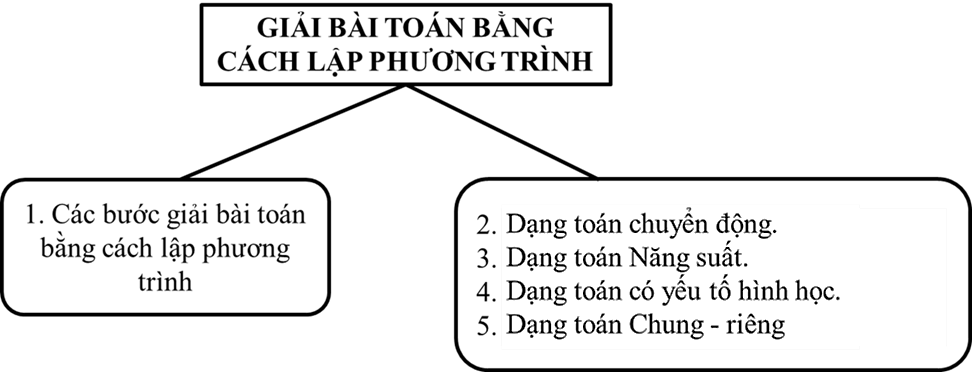 GIẢI BÀI TOÁN BẰNG
CÁCH LẬP PHƯƠNG TRÌNH
1. Các bước giải bài toán
bằng cách lập phương
trình
2. Dạng toán chuyển động.
3. Dạng toán Năng suất.
4. Dạng toán có yếu tố hình học.
5. Dạng toán Chung - riêng